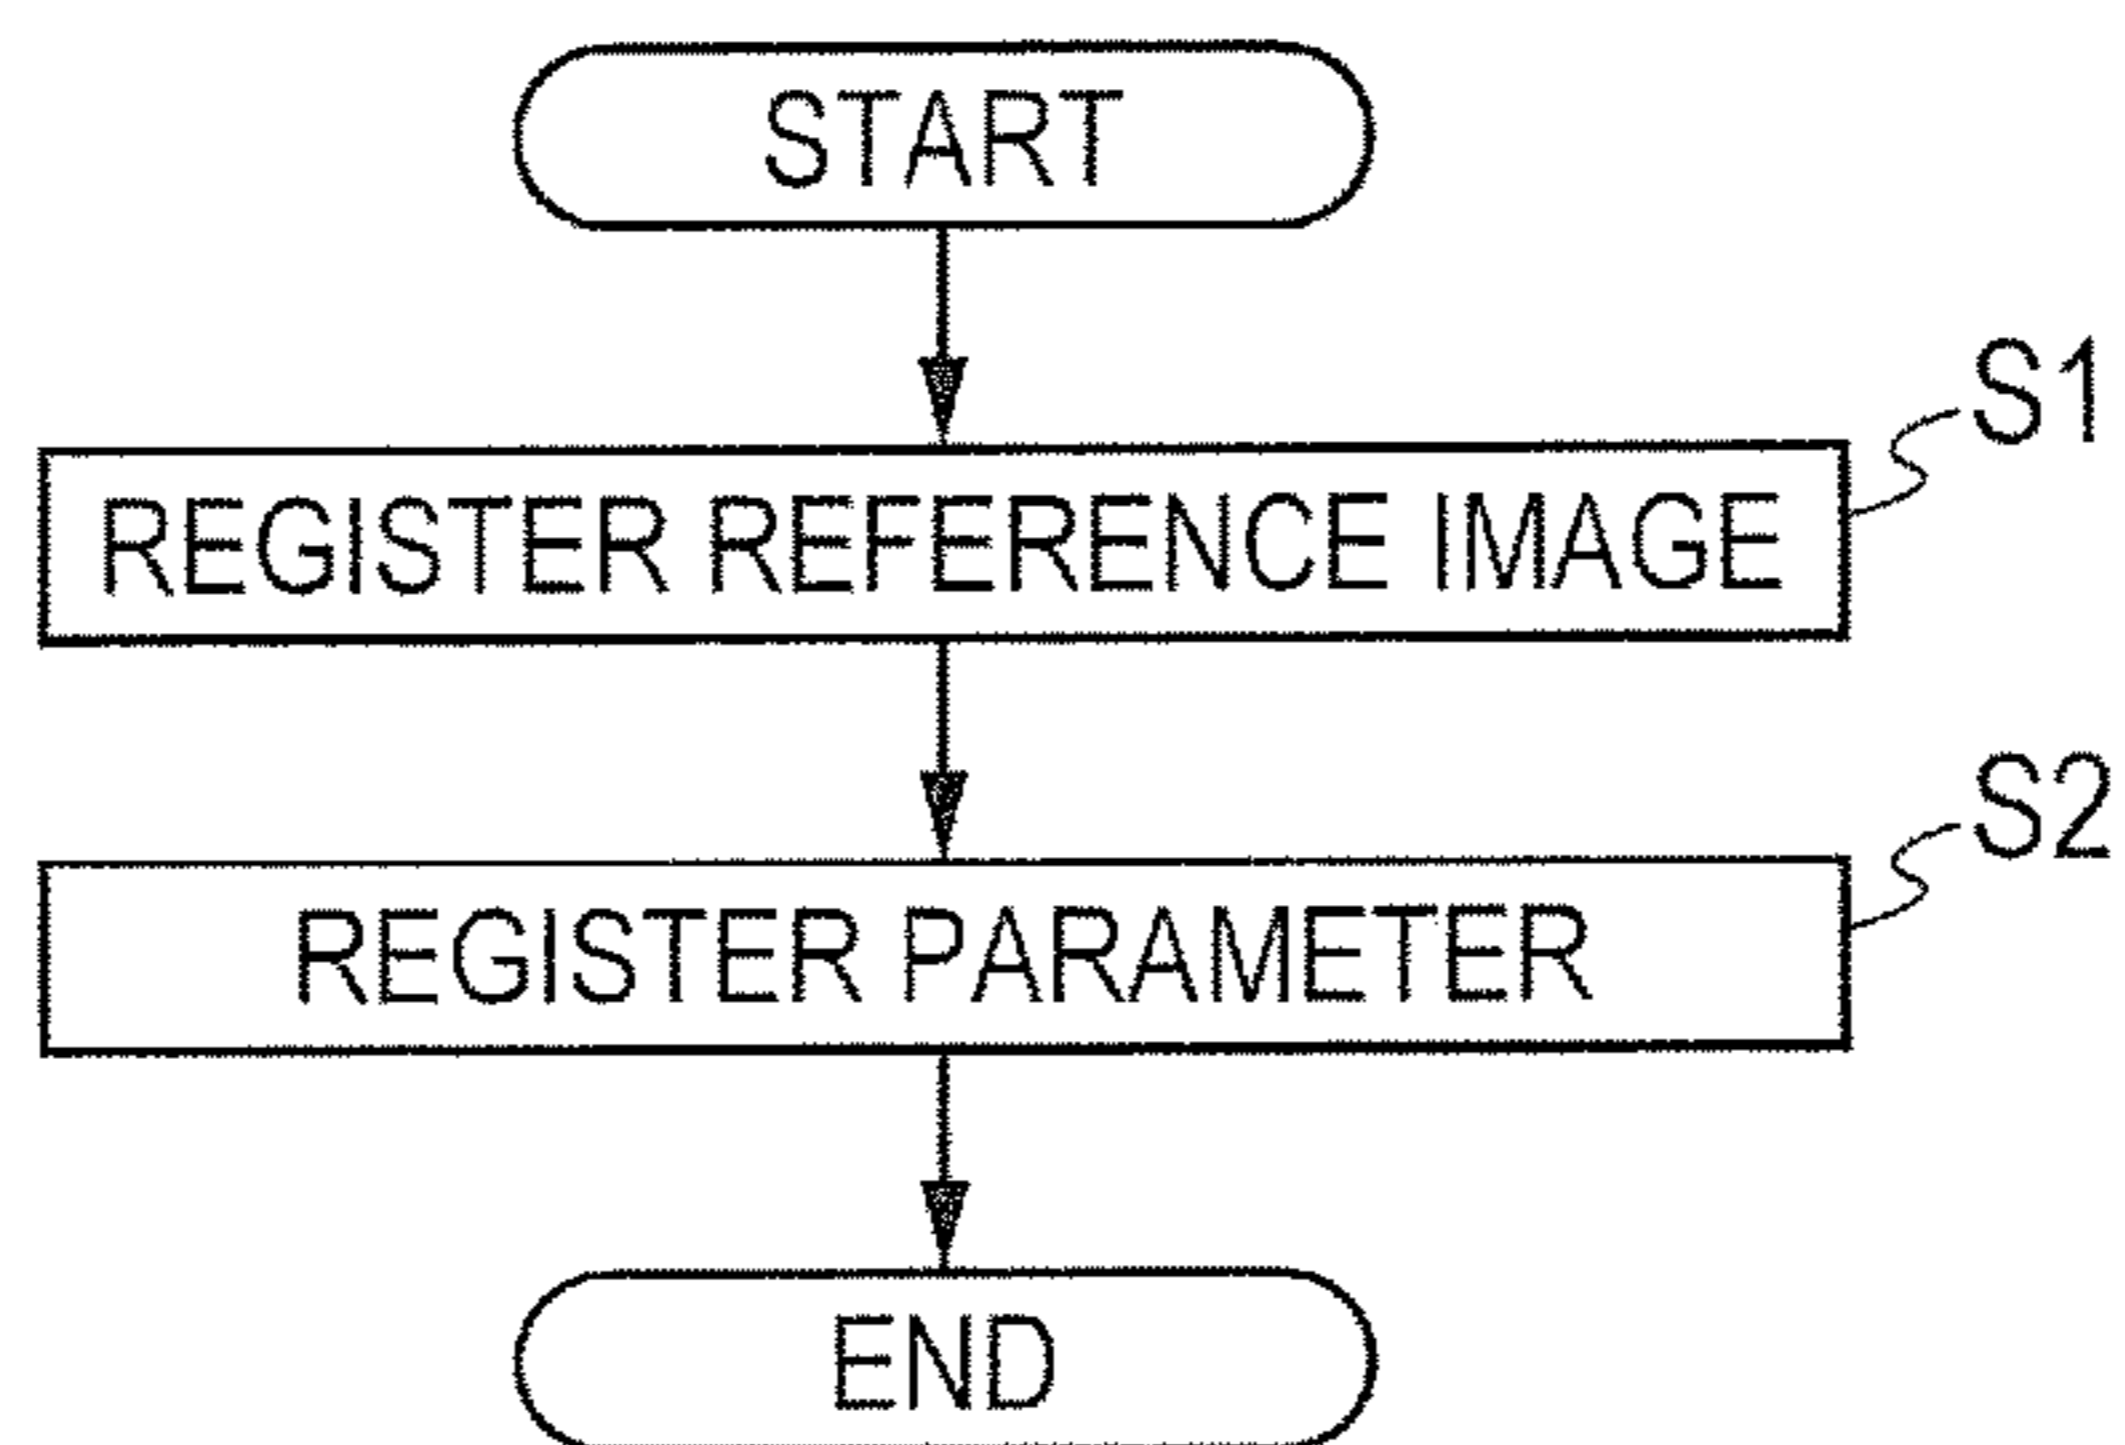 START
S1
REGISTER REFERENCE IMAGE
S2
REGISTER PARAMETER
END